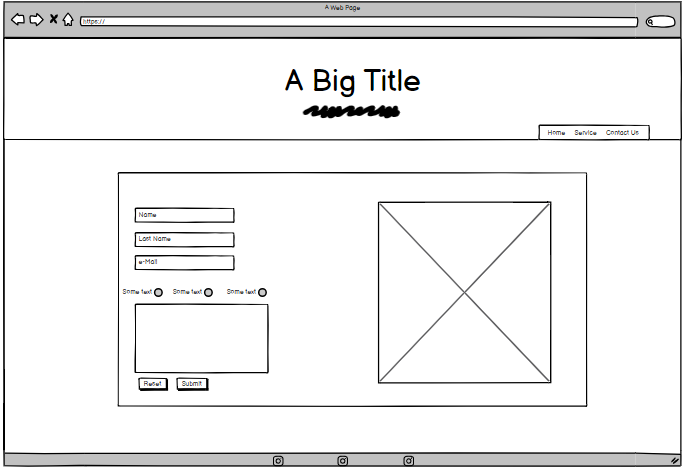 A Web Page
https://
A Big Title
Home Service Contact Us
Name
Last Name
e-Mail
Some text Some text Some text
Reset Submit